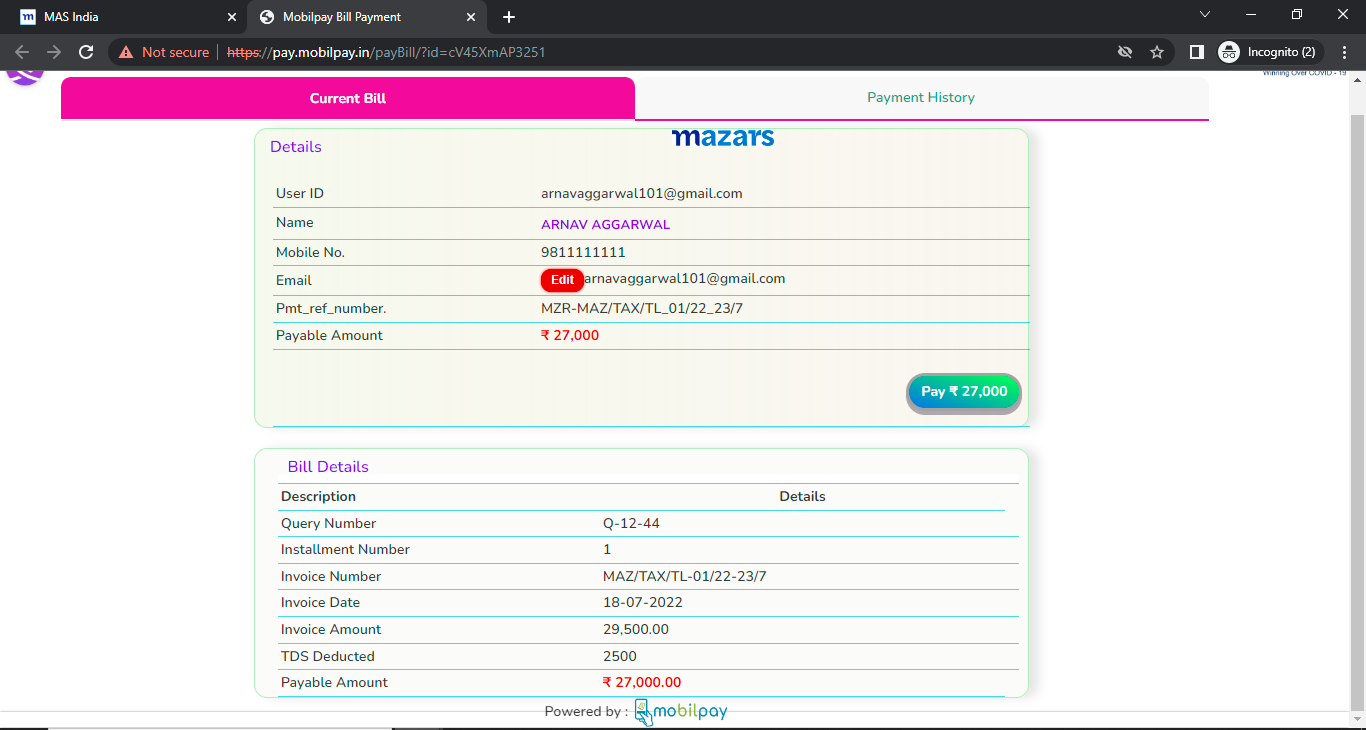 MAS India
Mobilpay Bill Payment
Not secure https://pay.mobilpay.in/payBill/?id=cV45XmAP3251 Incognito (2)
Winning Over COVID - 19
Current Bill Payment History
mazars
Details
User ID arnavaggarwal101@gmail.com
Name ARNAV AGGARWAL
Mobile No. 9811111111
Email Edit arnavaggarwal101@gmail.com
Pmt_ref_number. MZR-MAZ/TAX/TL_01/22_23/7
Payable Amount ₹ 27,000
Pay ₹ 27,000
Bill Details
Description Details
Query Number Q-12-44
Installment Number 1
Invoice Number MAZ/TAX/TL-01/22-23/7
Invoice Date 18-07-2022
Invoice Amount 29,500.00
TDS Deducted 2500
Payable Amount ₹ 27,000.00
Powered by : mobilpay